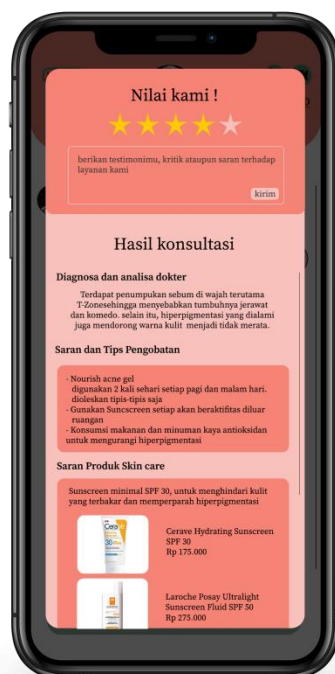 Nilai kami !
berikan testimonimu, kritik ataupun saran terhadap
layanan kami
kirim
Hasil konsultasi
Diagnosa dan analisa dokter
Terdapat penumpukan sebum di wajah terutama
T-Zonesehingga menyebabkan tumbuhnya jerawat
dan komedo. selain itu, hiperpigmentasi yang dialami
juga mendorong warna kulit menjadi tidak merata.
Saran dan Tips Pengobatan
- Nourish acne gel
digunakan 2 kali sehari setiap pagi dan malam hari.
dioleskan tipis-tipis saja
- Gunakan Suncscreen setiap akan beraktifitas diluar
ruangan
- Konsumsi makanan dan minuman kaya antioksidan
untuk mengurangi hiperpigmentasi
Saran Produk Skin care
Sunscreen minimal SPF 30, untuk menghindari kulit
yang terbakar dan memperparah hiperpigmentasi
Cera
30
Cerave Hydrating Sunscreen
SPF 30
Rp 175.000
Laroche Posay Ultralight
Sunscreen Fluid SPF 50
Rp 275.000